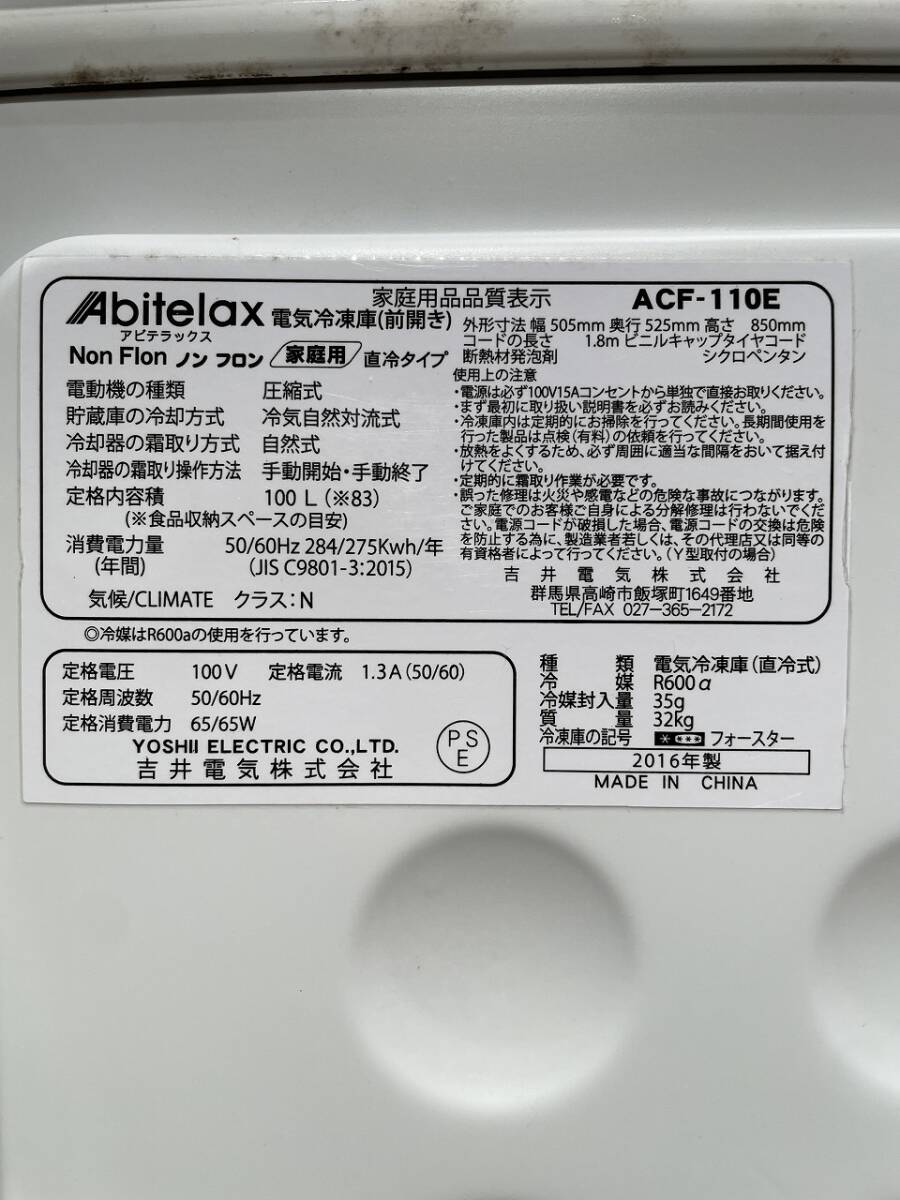 Abitelax
アビテラックス
家庭用品品質表示
電気冷凍庫(前開き)
Non Flon ノン フロン 家庭用 直冷タイプ
電動機の種類 圧縮式
貯蔵庫の冷却方式 冷気自然対流式
冷却器の霜取り方式 自然式
冷却器の霜取り操作方法 手動開始・手動終了
定格内容積 100 L (※83)
(※食品収納スペースの目安)
消費電力量 50/60Hz 284/275Kwh/年
(年間) (JIS C9801-3:2015)
気候/CLIMATE クラス:N
ACF-110E
外形寸法 幅 505mm 奥行 525mm 高さ 850mm
コードの長さ 1.8m ビニルキャップタイヤコード
断熱材発泡剤 シクロペンタン
使用上の注意
・電源は必ず100V15Aコンセントから単独で直接お取りください。
・まず最初に取り扱い説明書を必ずお読みください。
・冷凍庫内は定期的にお掃除を行ってください。長期間使用を
行った製品は点検(有料)の依頼を行ってください。
・放熱をよくするため、必ず周囲に適当な間隔をおいて据え付
けてください。
・定期的に霜取り作業が必要です。
・誤った修理は火災や感電などの危険な事故につながります。
ご家庭でのお客様ご自身による分解修理は行わないでくだ
さい。電源コードが破損した場合、電源コードの交換は危険
を防止する為に、製造業者若しくは、その代理店又は同等の
有資格者によって行ってください。(Y型取付の場合)
吉井電気株式会社
群馬県高崎市飯塚町1649番地
TEL/FAX 027-365-2172
◎冷媒はR600aの使用を行っています。
定格電圧 100V 定格電流 1.3A(50/60)
定格周波数 50/60Hz
定格消費電力 65/65W
YOSHII ELECTRIC CO.,LTD.
吉井電気株式会社
PS
E
種類 電気冷凍庫(直冷式)
冷媒 R600α
冷媒封入量 35g
質量 32kg
冷凍庫の記号 * *** フォースター
2016年製
MADE IN CHINA